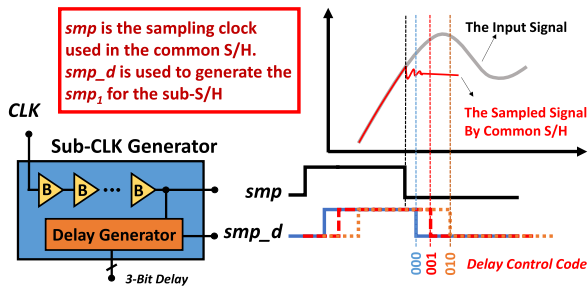 smp is the sampling clock
used in the common S/H.
smp_d is used to generate the
smp1 for the sub-S/H
The Input Signal
The Sampled Signal
By Common S/H
CLK
Sub-CLK Generator
B B ··· B
Delay Generator
3-Bit Delay
smp
smp_d
000
001
010
Delay Control Code